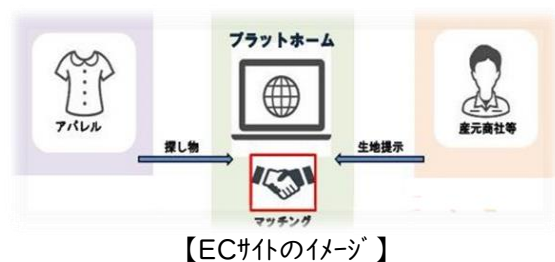 プラットホーム
アパレル
産元商社等
探し物
生地提示
マッチング
【ECサイトのイメージ】